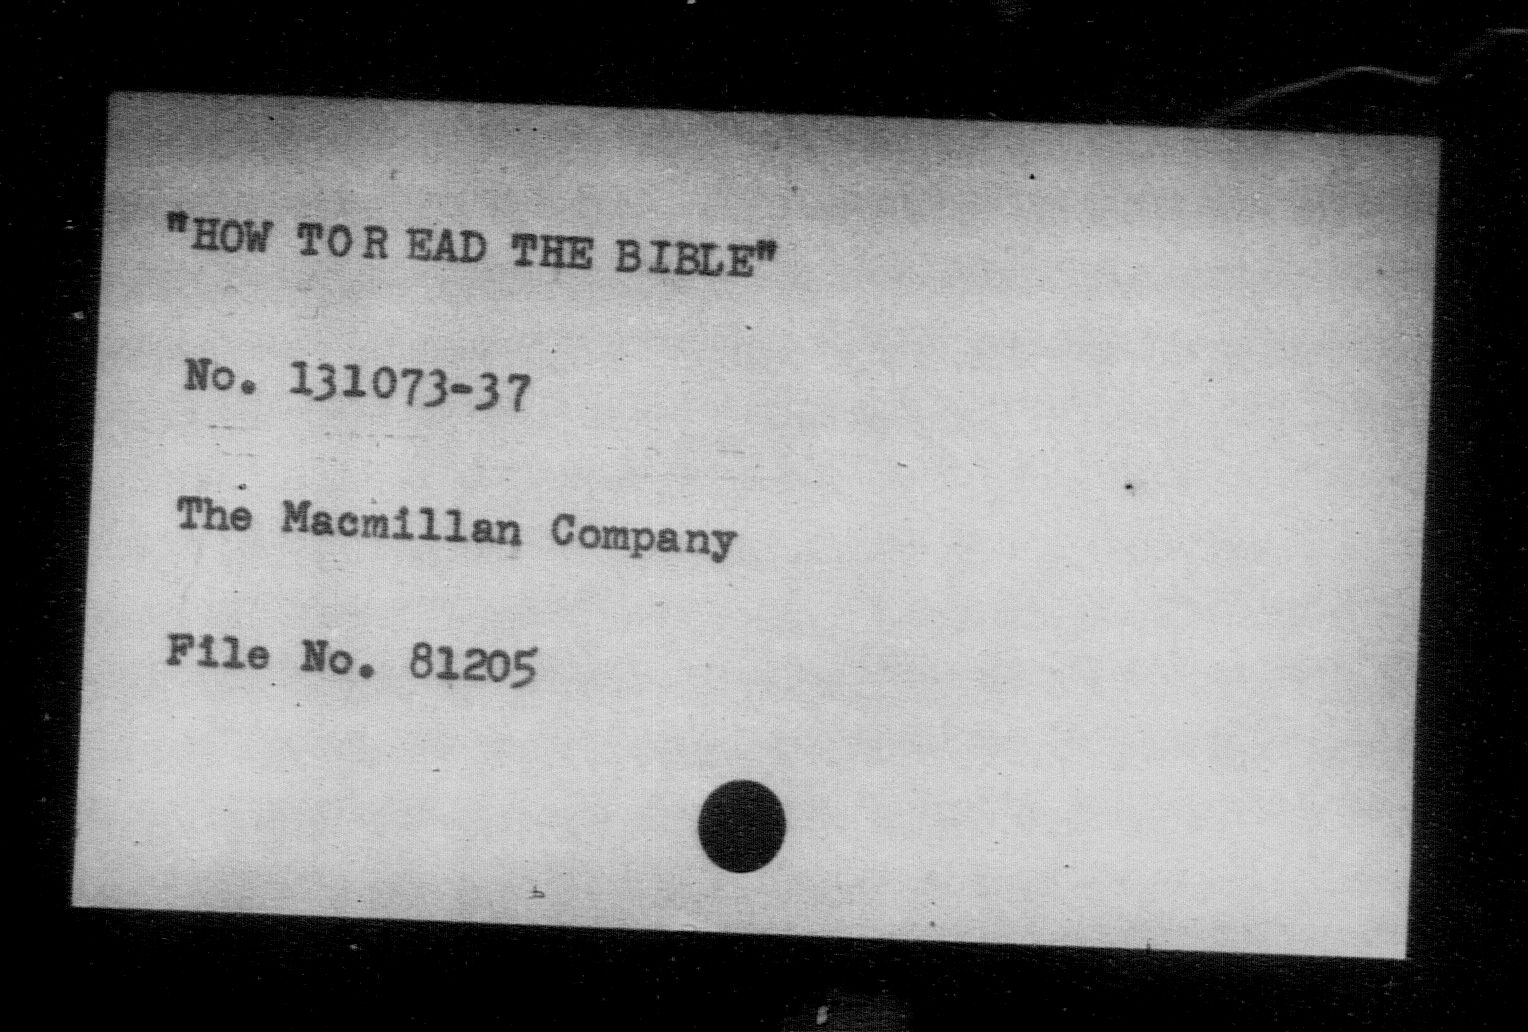 "HOW TO R EAD THE BIBLE"
No. 131073-37
The Macmillan Company
File No. 81205